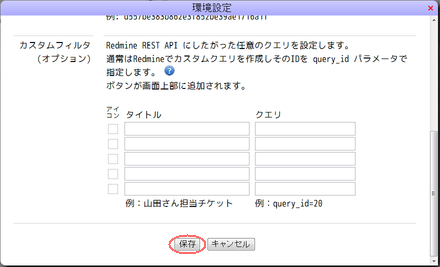 環境設定
カスタムフィルタ
(オプション)
Redmine REST API にしたがった任意のクエリを設定します。
通常はRedmineでカスタムクエリを作成しそのIDを query_id パラメータで
指定します。
ボタンが画面上部に追加されます。
アイコン タイトル クエリ
例：山田さん担当チケット 例：query_id=20
保存 キャンセル